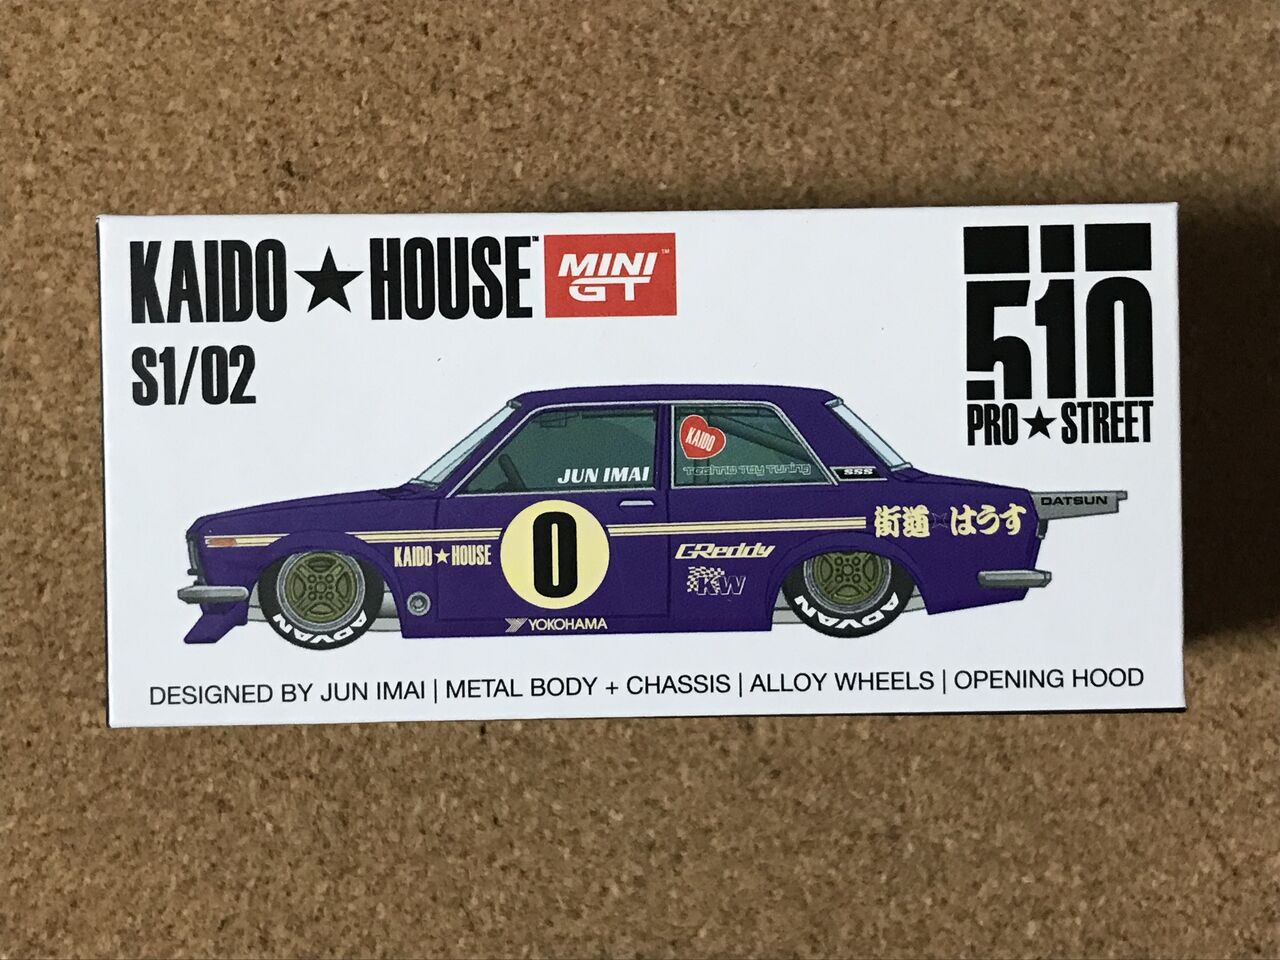 KAIDO★HOUSE™
MINI GT™
S1/02
510
PRO★STREET
KAIDO
JUN IMAI
Techno Toy Tuning
SSS
DATSUN
街道★はうす
KAIDO★HOUSE
0
GReddy
KW
YOKOHAMA
ADVAN
ADVAN
DESIGNED BY JUN IMAI | METAL BODY + CHASSIS | ALLOY WHEELS | OPENING HOOD